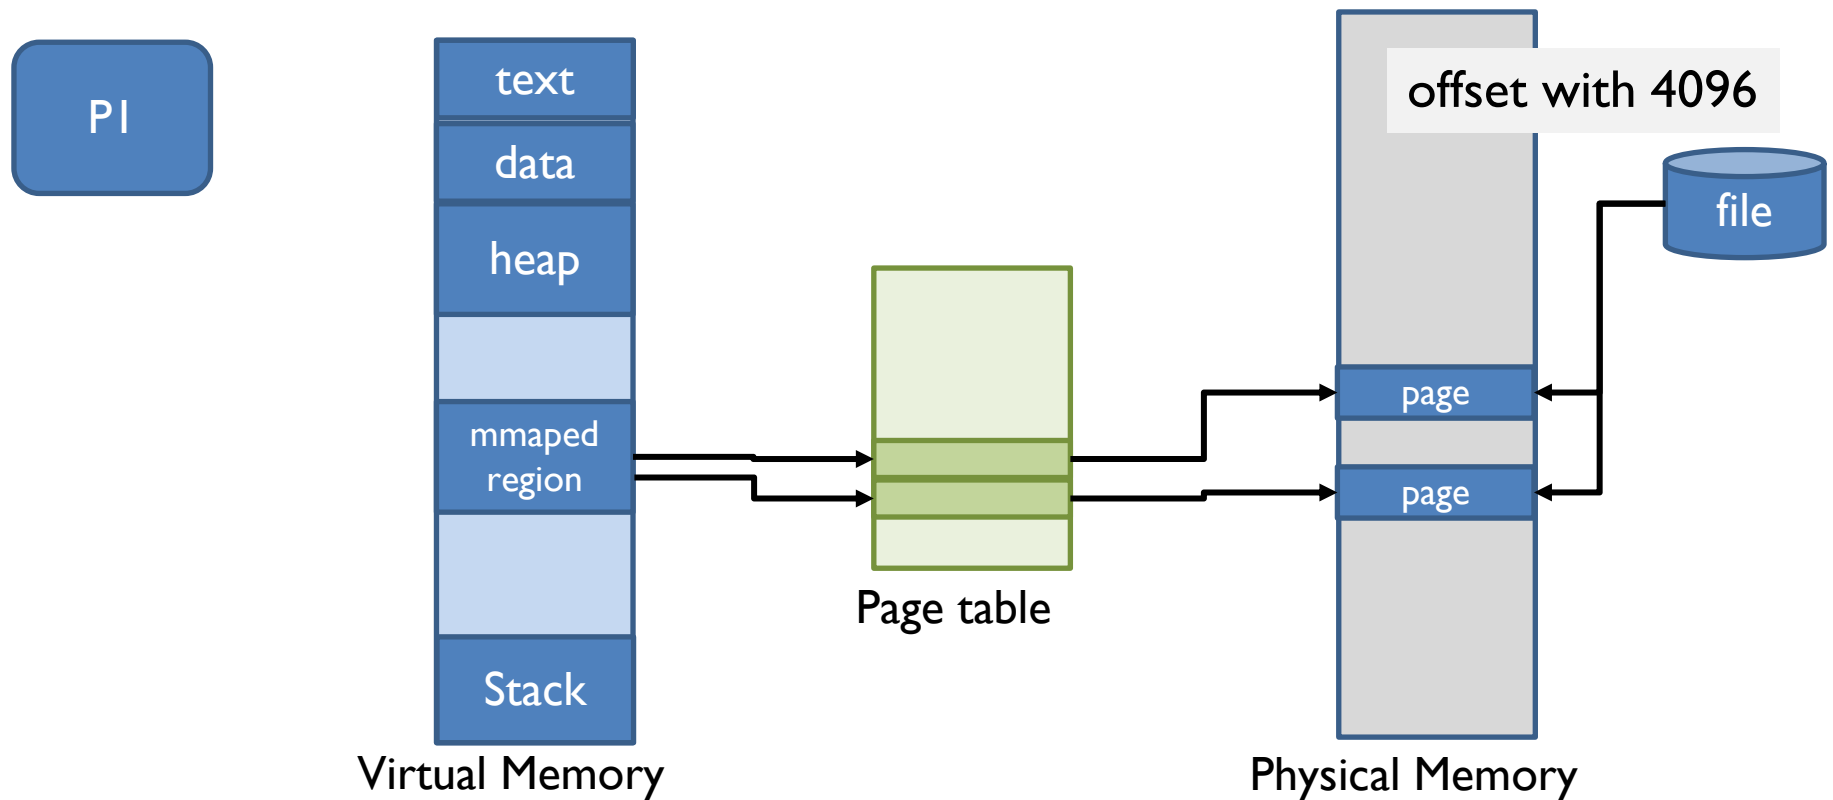 P1
text
data
heap
mmaped
region
Stack
Virtual Memory
Page table
offset with 4096
file
page
page
Physical Memory